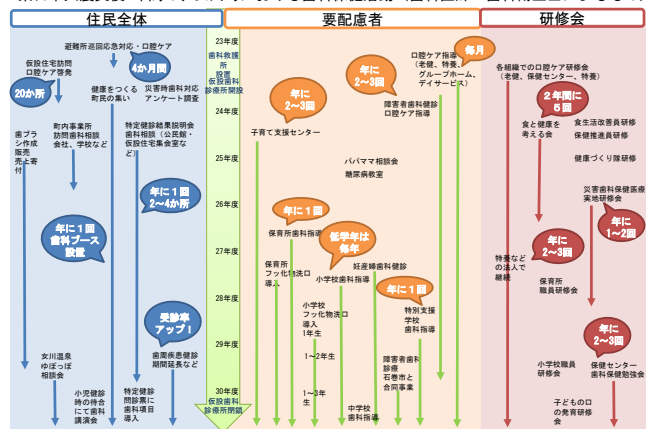 住民全体
要配慮者
研修会
避難所巡回応急対応・口腔ケア
仮設住宅訪問
口腔ケア啓発
4か月間
20か所
健康をつくる
町民の集い
災害時歯科対応
アンケート調査
歯ブラ
シ作成
販売
売上寄
付
町内事業所
訪問歯科相談
会社、学校など
特定健診結果説明会
歯科相談（公民館・
仮設住宅集会室な
ど）
年に１回
2～4か所
年に１回
歯科ブース
設置
受診率
アップ！
女川温泉
ゆぽっぽ
相談会
小児健診
時の待合
にて歯科
講演会
特定健診
問診票に
歯科項目
導入
歯周疾患健診
期間延長など
23年度
歯科救護所
設置
仮設歯科
診療所開設
24年度
25年度
26年度
27年度
28年度
29年度
30年度
仮設歯科
診療所閉鎖
毎月
口腔ケア指導
（老健、特養、
グループホーム、
デイサービス）
年に
2～3回
年に
2～3回
障害者歯科健診
口腔ケア指導
子育て支援センター
パパママ相談会
糖尿病教室
年に１回
保育所歯科指導
低学年は
毎年
保育所
フッ化物洗口
導入
妊産婦歯科健診
小学校歯科指導
年に１回
小学校
フッ化物洗口
導入
1年生
特別支援
学校
歯科指導
1～2年生
障害者歯科
診療
石巻市と
合同事業
1～3年
生
中学校
歯科指導
各組織での口腔ケア研修会
（老健、保健センター、特養）
２年間に
５回
食と健康を
考える会
食生活改善員研修
保健推進員研修
健康づくり隊研修
災害歯科保健医療
実地研修会
年に
1～2回
年に
2～3回
特養など
の法人で
継続
保育所
職員研修会
年に
2～3回
小学校職員
研修会
保健センター
歯科保健勉強会
子どもの口
の発育研修
会